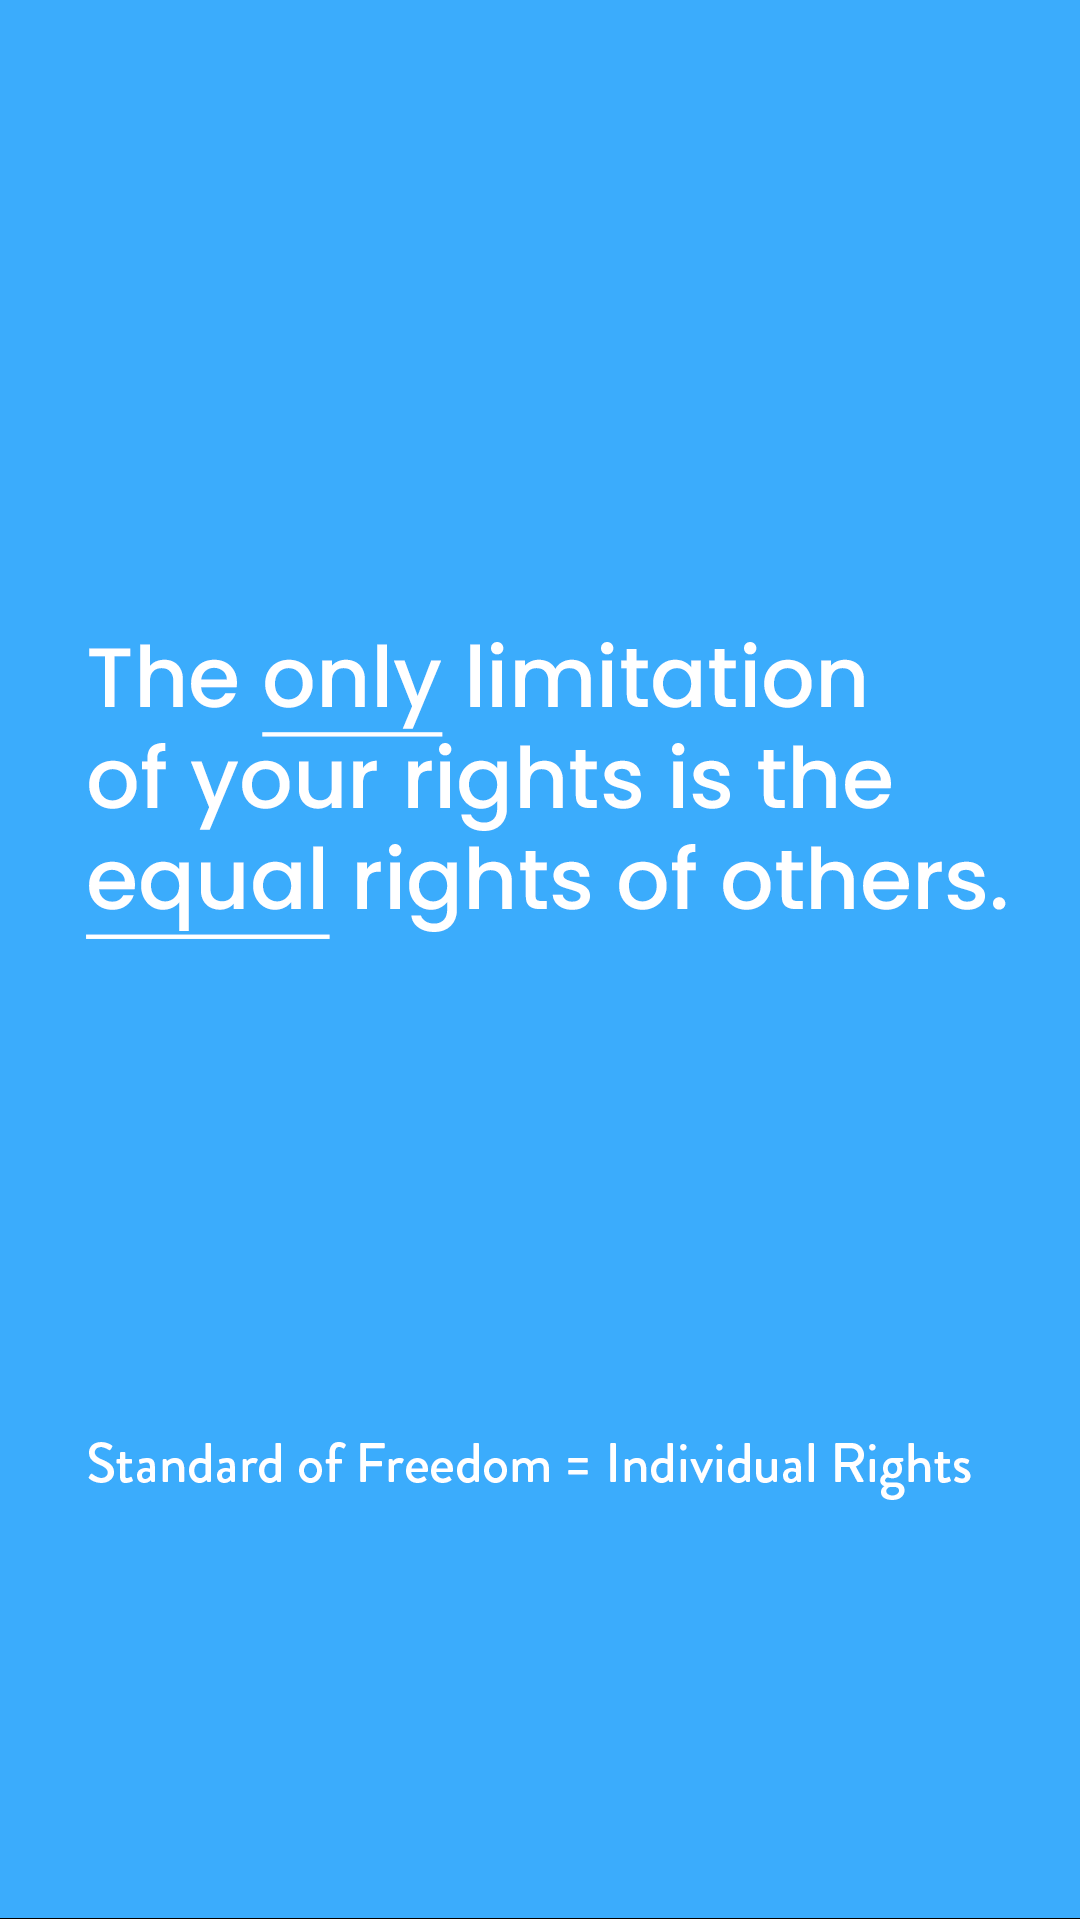 The only limitation
of your rights is the
equal rights of others.
Standard of Freedom = Individual Rights